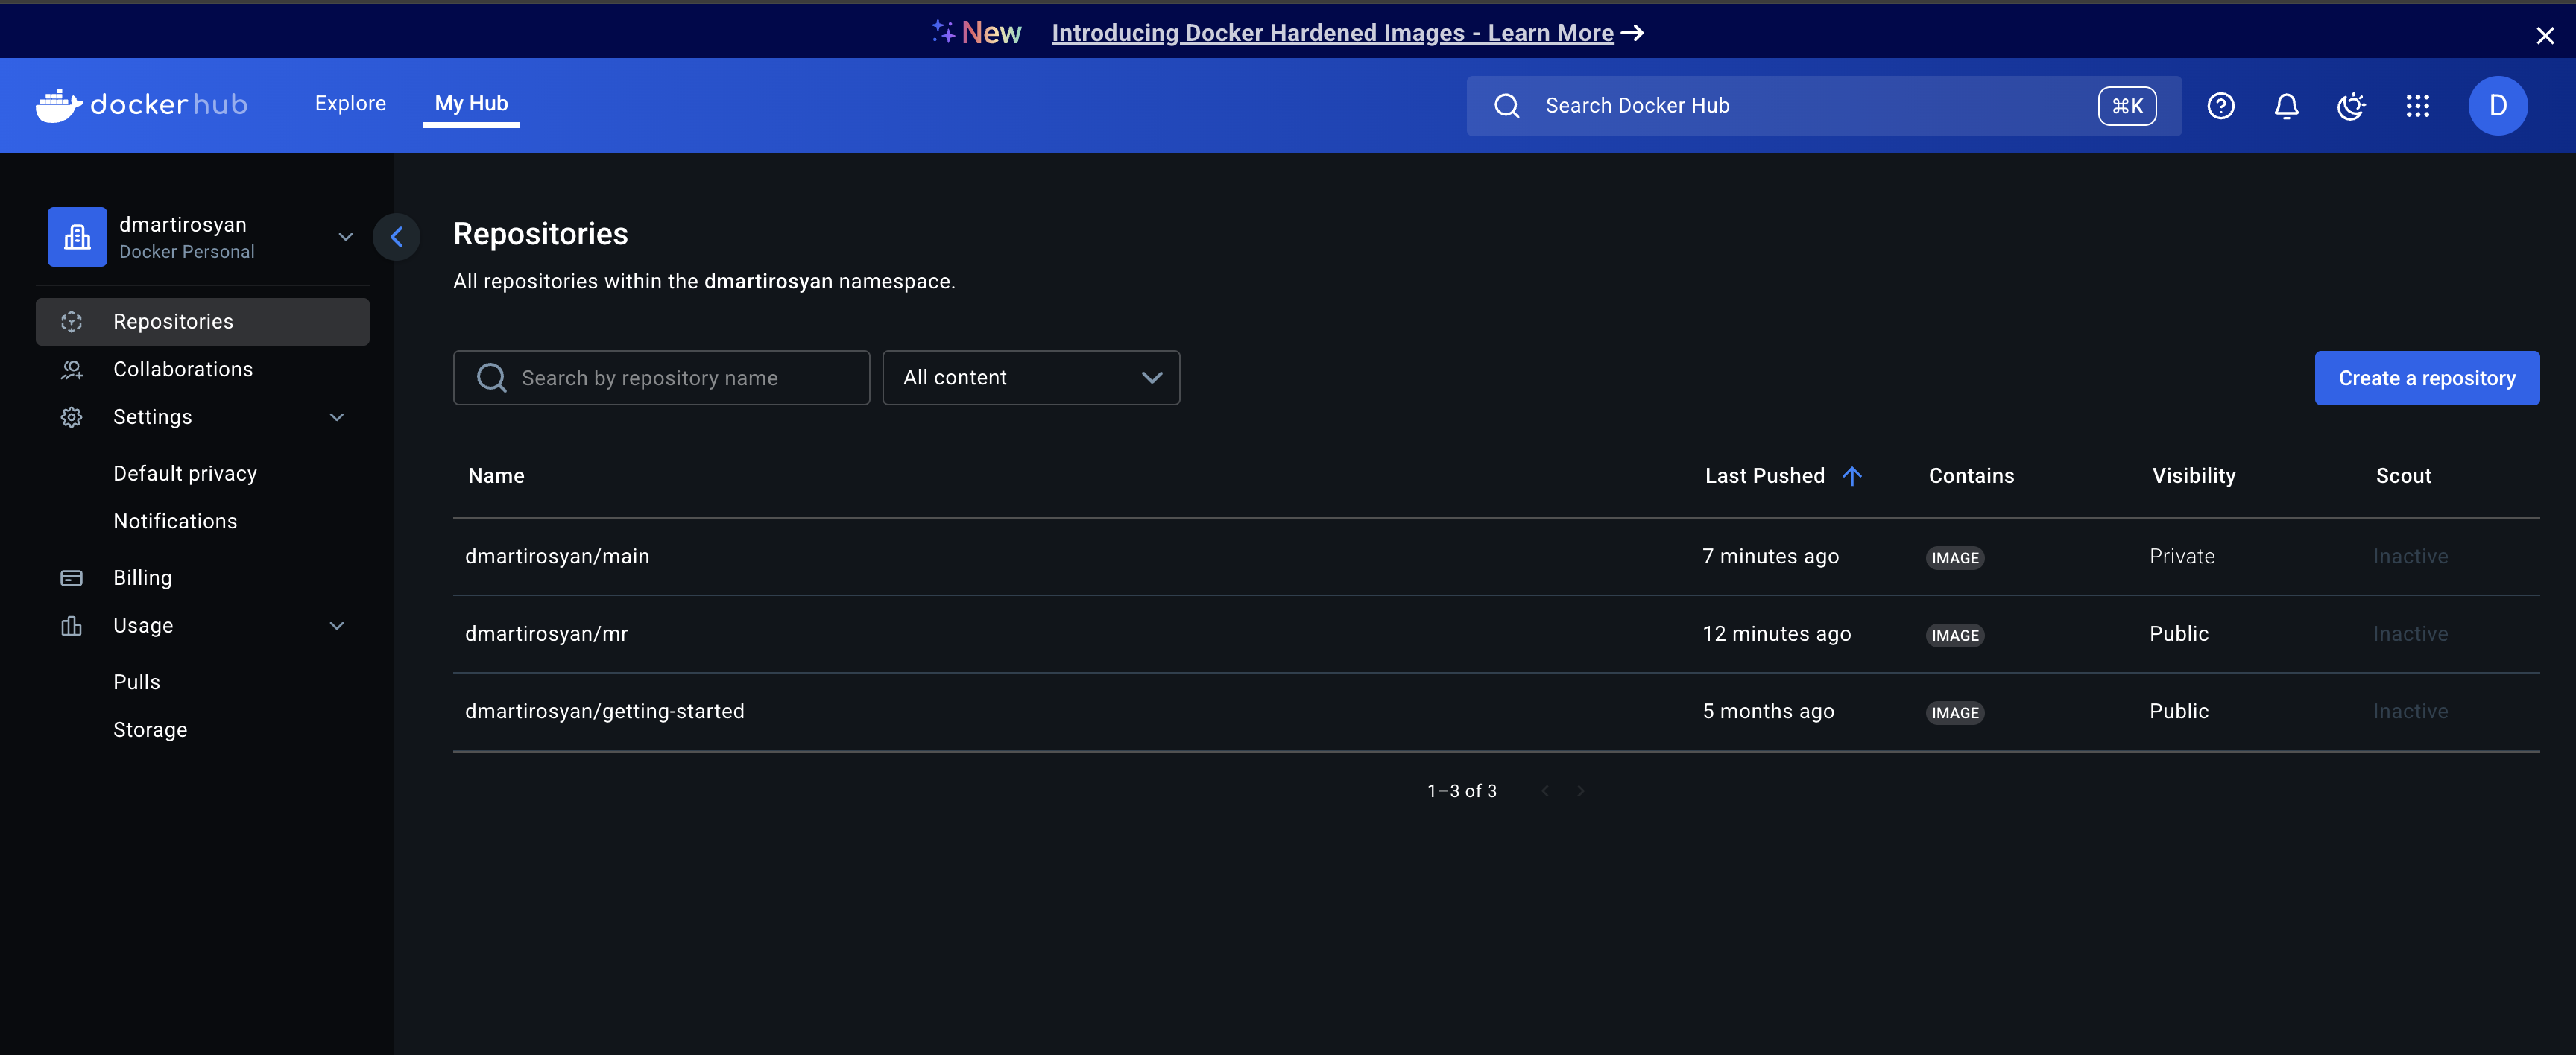 New Introducing Docker Hardened Images - Learn More →
dockerhub Explore My Hub Search Docker Hub ⌘K D
dmartirosyan
Docker Personal
Repositories
Collaborations
Settings
Default privacy
Notifications
Billing
Usage
Pulls
Storage
Repositories
All repositories within the dmartirosyan namespace.
Search by repository name All content Create a repository
Name Last Pushed Contains Visibility Scout
dmartirosyan/main 7 minutes ago IMAGE Private Inactive
dmartirosyan/mr 12 minutes ago IMAGE Public Inactive
dmartirosyan/getting-started 5 months ago IMAGE Public Inactive
1–3 of 3